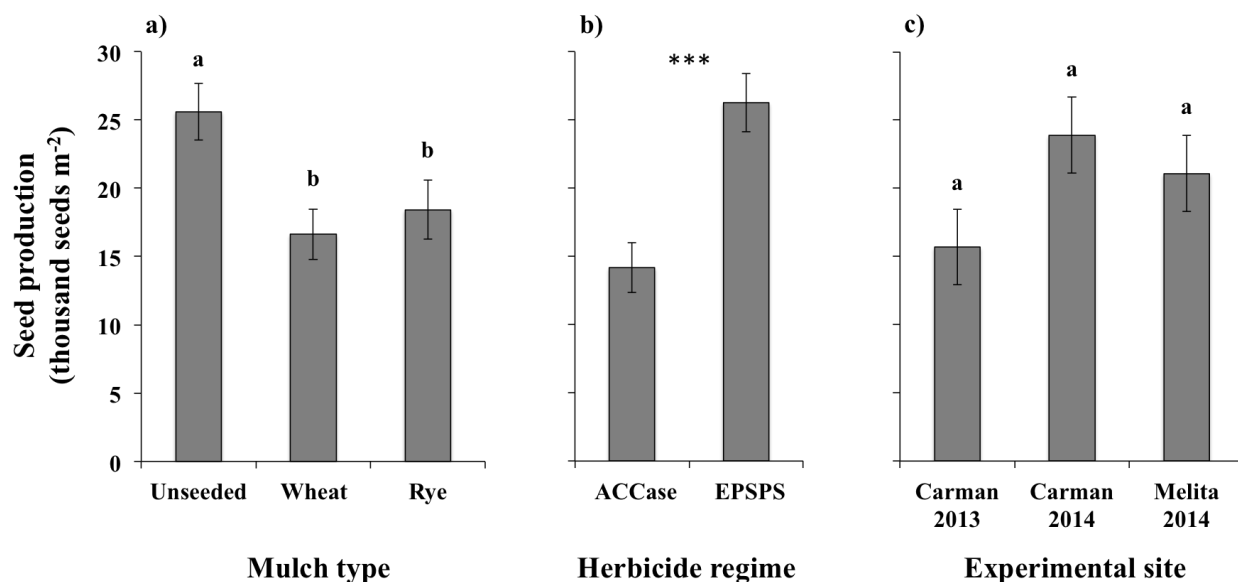 a)
b)
c)
Seed production
(thousand seeds m-2)
30
25
20
15
10
5
0
a
b
b
***
a
a
a
Unseeded Wheat Rye
ACCase EPSPS
Carman Carman Melita
2013 2014 2014
Mulch type
Herbicide regime
Experimental site